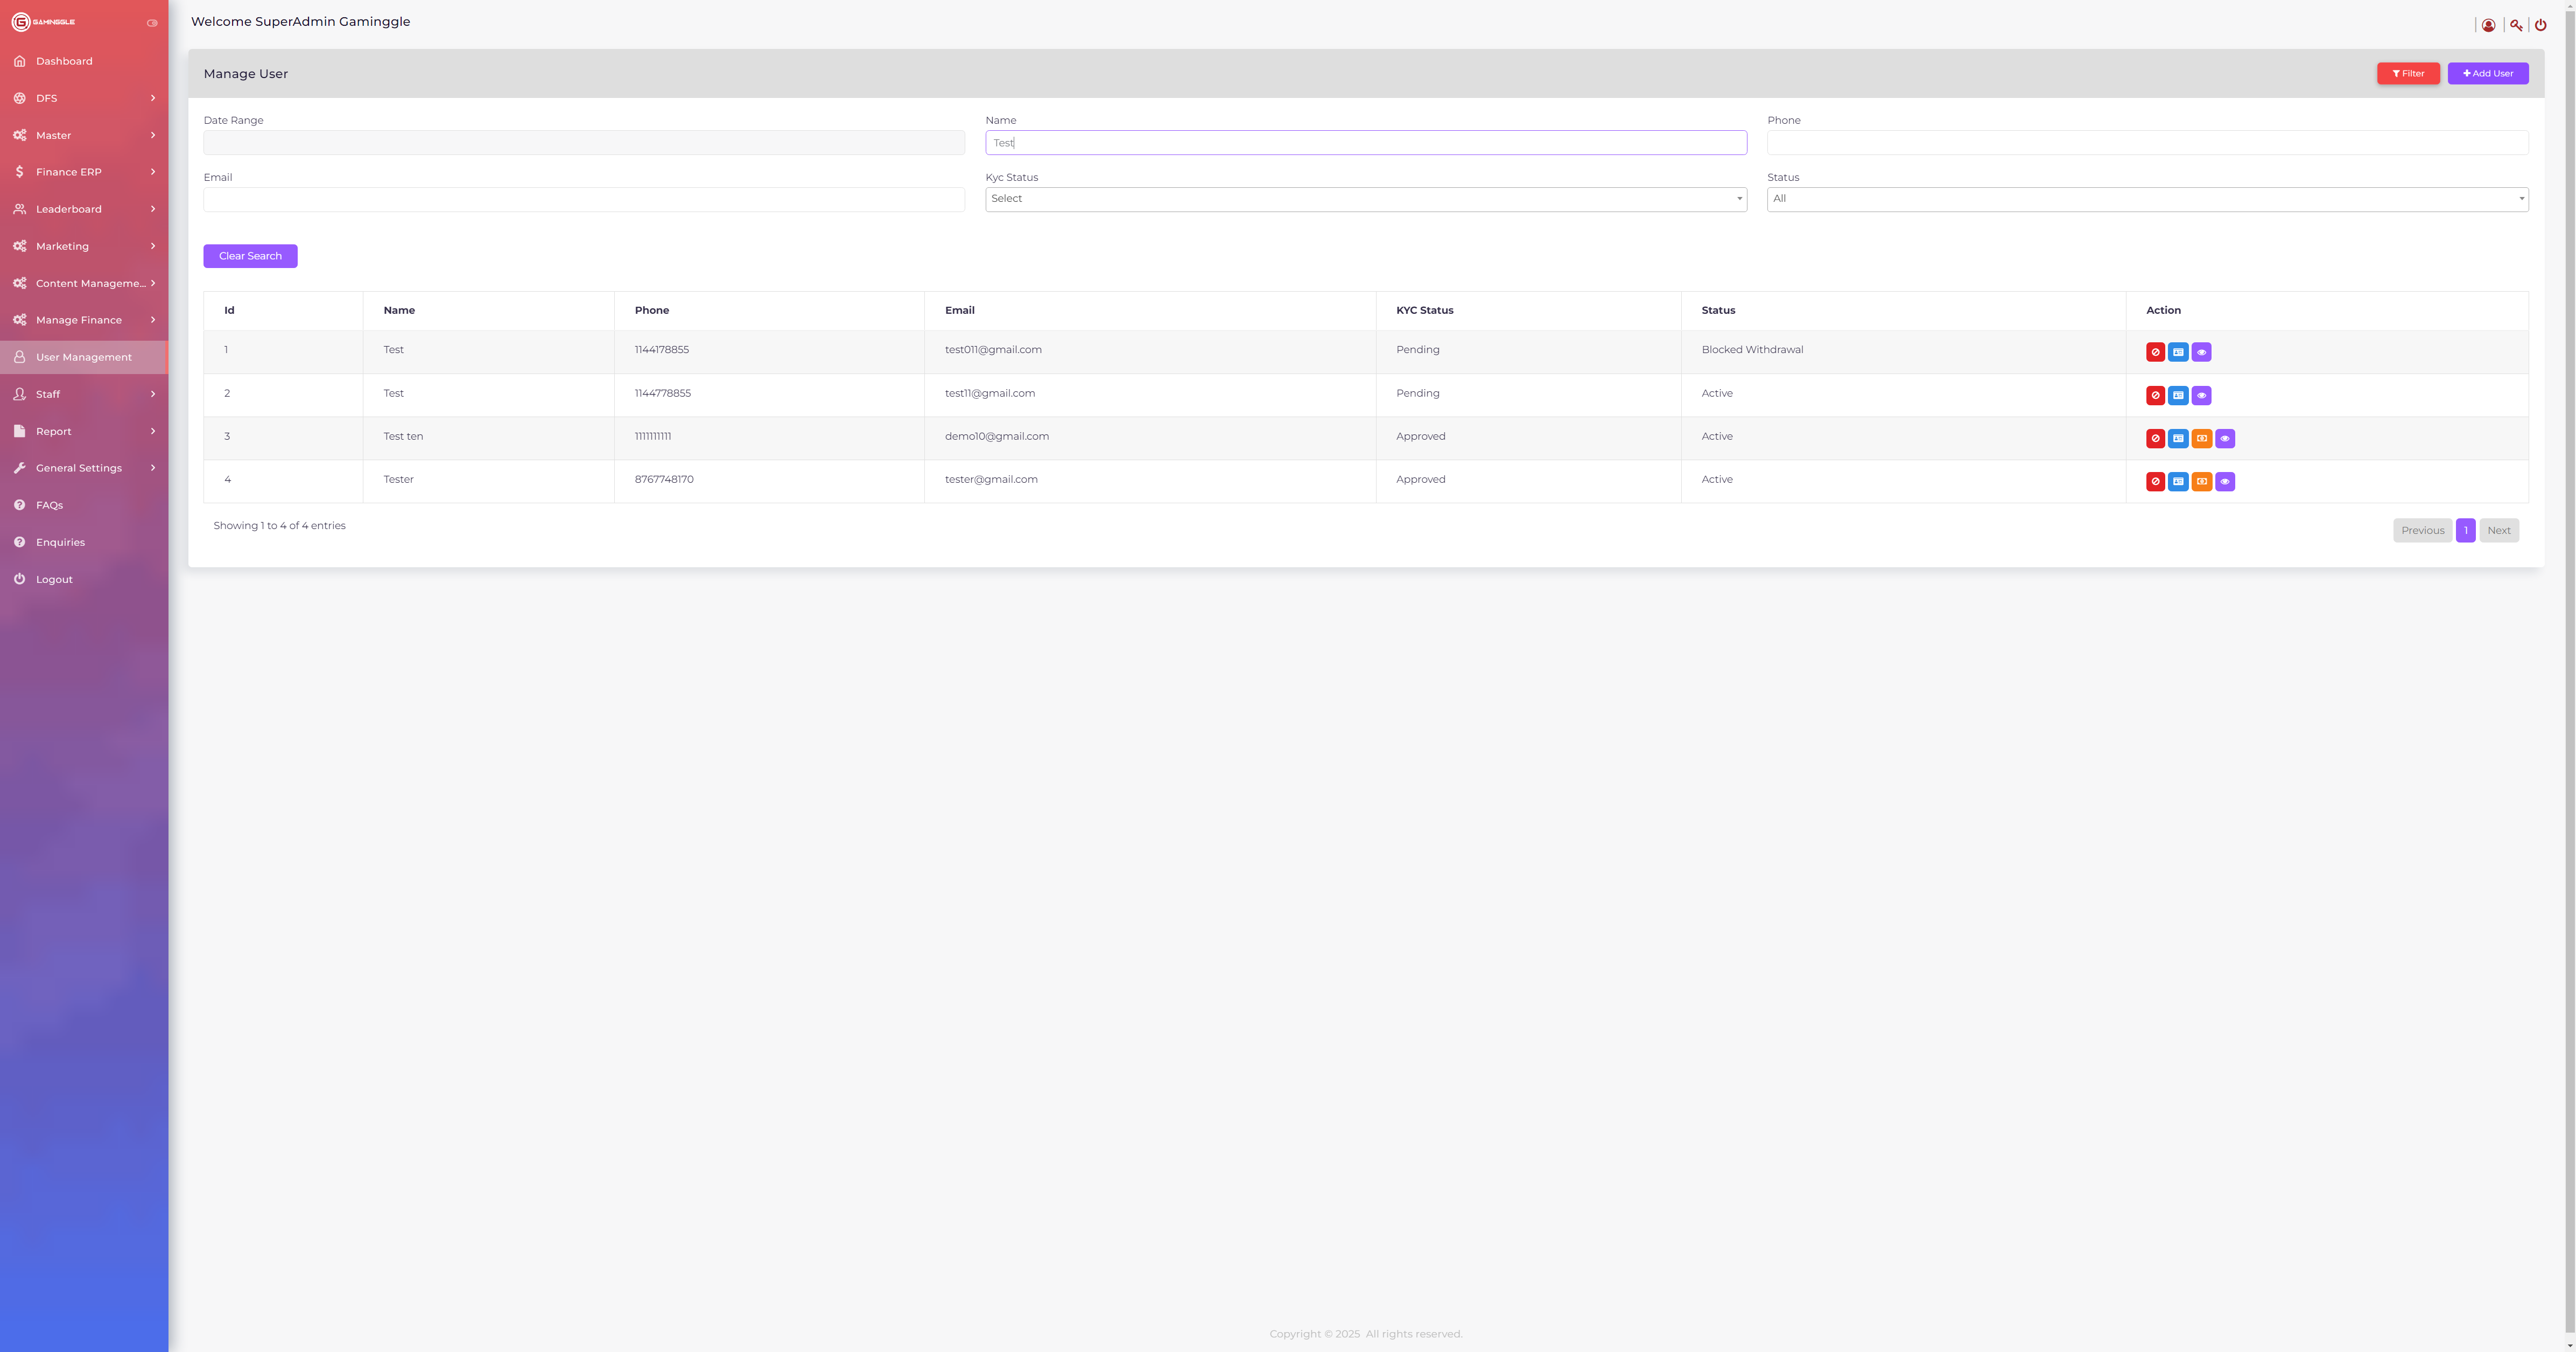 GAMINGGLE
Welcome SuperAdmin Gaminggle
Dashboard
DFS
Master
Finance ERP
Leaderboard
Marketing
Content Manageme...
Manage Finance
User Management
Staff
Report
General Settings
FAQs
Enquiries
Logout
Manage User
Filter
Add User
Date Range
Name
Phone
Test
Email
Kyc Status
Status
Select
All
Clear Search
Id Name Phone Email KYC Status Status Action
1 Test 1144178855 test011@gmail.com Pending Blocked Withdrawal
2 Test 1144778855 test11@gmail.com Pending Active
3 Test ten 1111111111 demo10@gmail.com Approved Active
4 Tester 8767748170 tester@gmail.com Approved Active
Showing 1 to 4 of 4 entries
Previous 1 Next
Copyright © 2025 All rights reserved.